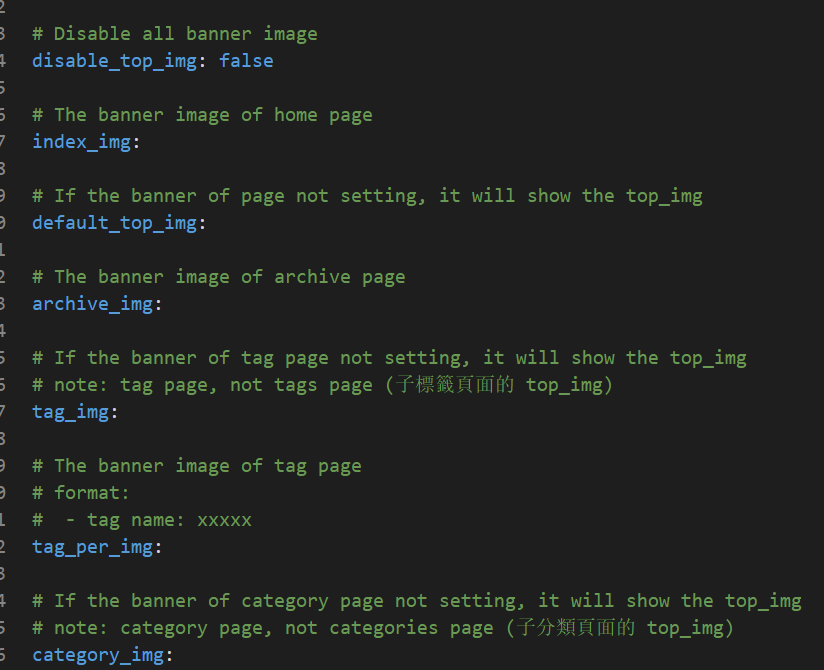 2
3 # Disable all banner image
4 disable_top_img: false
5
6 # The banner image of home page
7 index_img:
8
9 # If the banner of page not setting, it will show the top_img
0 default_top_img:
1
2 # The banner image of archive page
3 archive_img:
4
5 # If the banner of tag page not setting, it will show the top_img
6 # note: tag page, not tags page (子標籤頁面的 top_img)
7 tag_img:
8
9 # The banner image of tag page
0 # format:
1 #  - tag name: xxxxx
2 tag_per_img:
3
4 # If the banner of category page not setting, it will show the top_img
5 # note: category page, not categories page (子分類頁面的 top_img)
6 category_img: